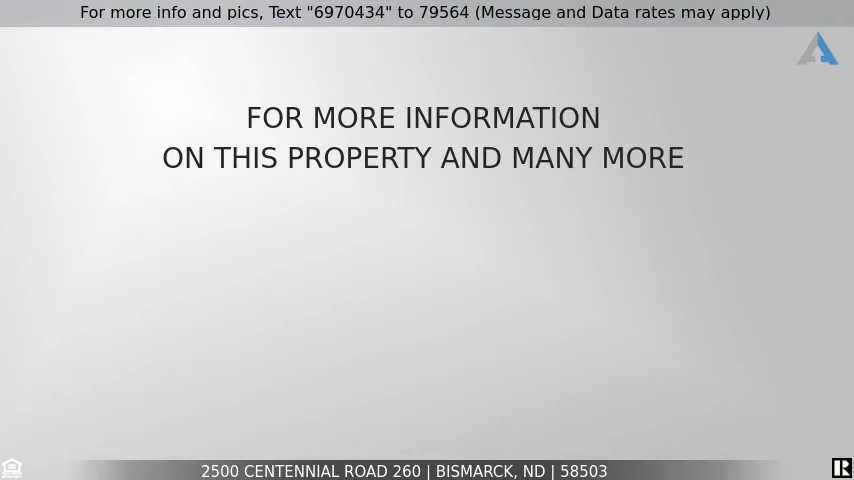 For more info and pics, Text "6970434" to 79564 (Message and Data rates may apply)
FOR MORE INFORMATION
ON THIS PROPERTY AND MANY MORE
2500 CENTENNIAL ROAD 260 | BISMARCK, ND | 58503